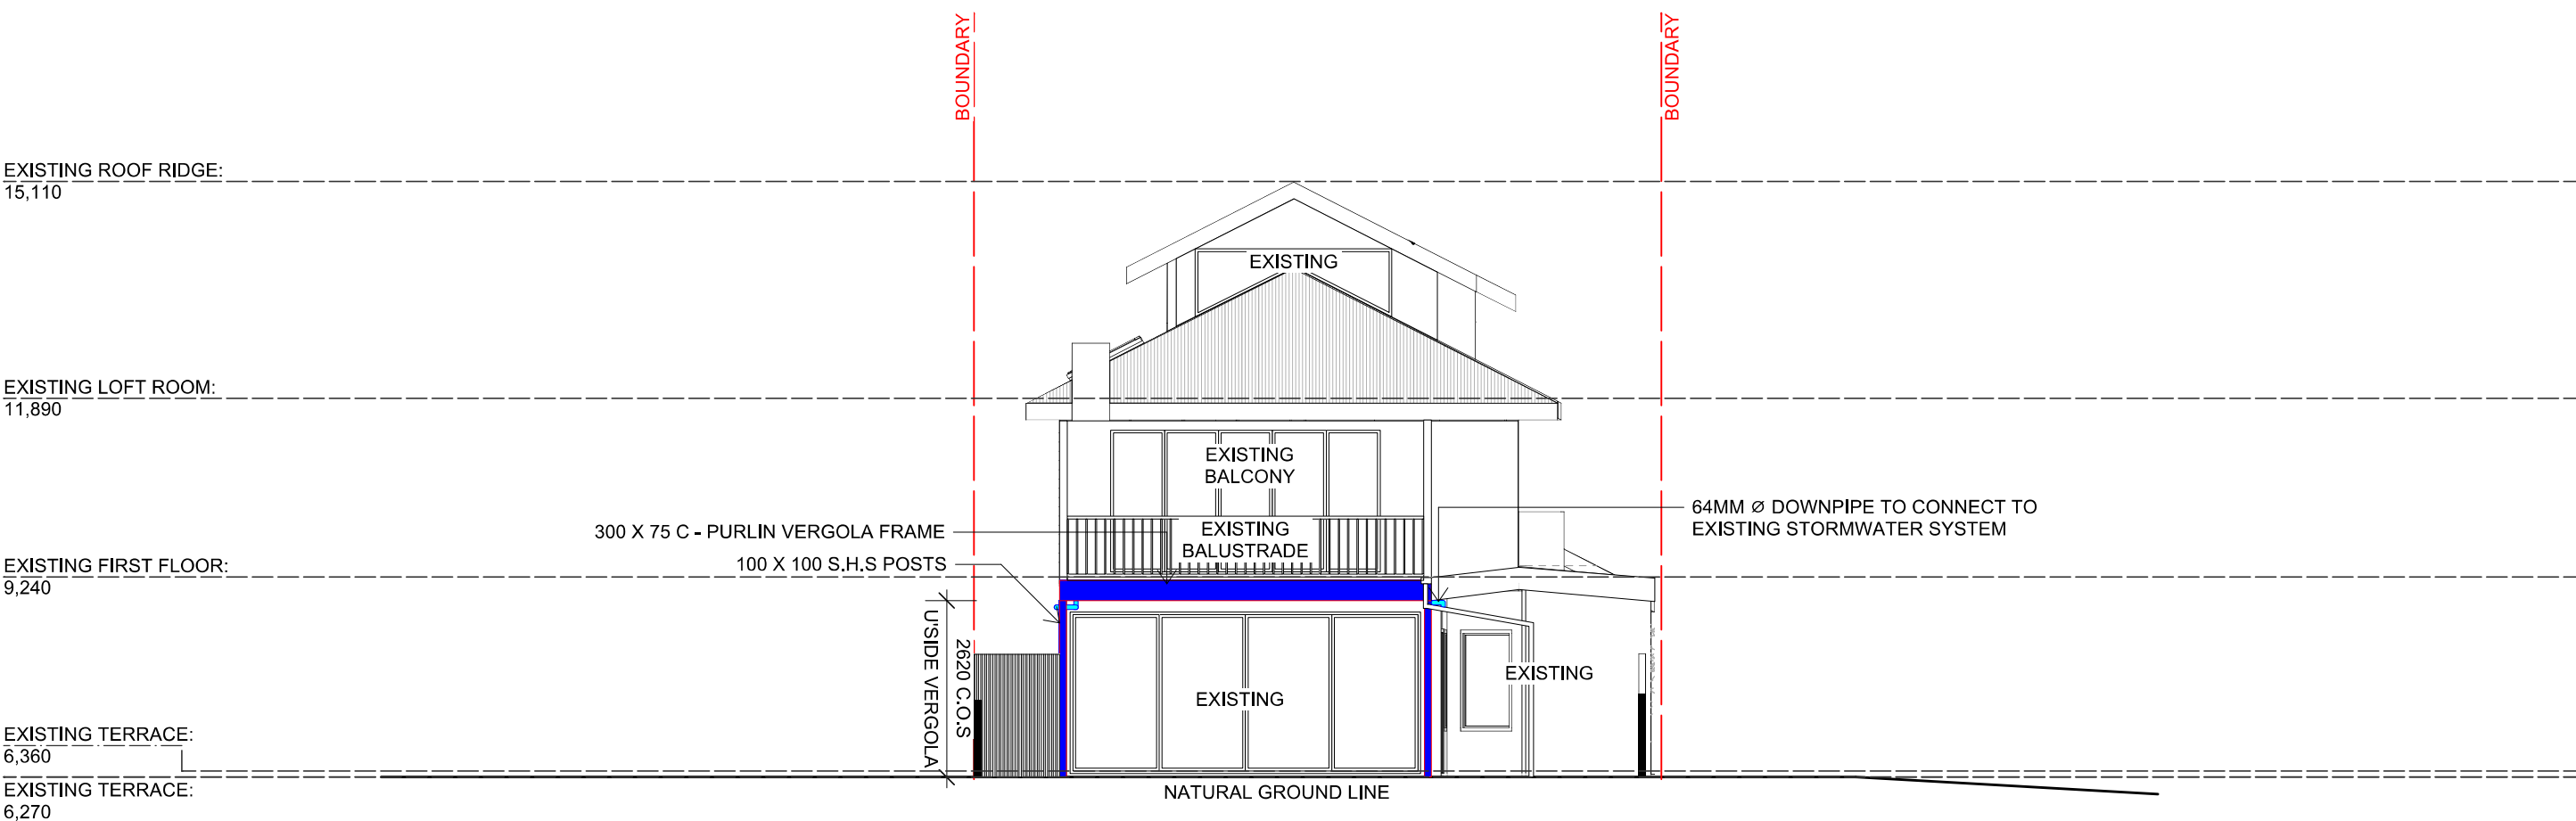 BOUNDARY
BOUNDARY
EXISTING ROOF RIDGE:
15,110
EXISTING
EXISTING LOFT ROOM:
11,890
EXISTING
BALCONY
300 X 75 C - PURLIN VERGOLA FRAME
EXISTING
BALUSTRADE
64MM Ø DOWNPIPE TO CONNECT TO
EXISTING STORMWATER SYSTEM
100 X 100 S.H.S POSTS
EXISTING FIRST FLOOR:
9,240
2620 C.O.S
U'SIDE VERGOLA
EXISTING
EXISTING
EXISTING TERRACE:
6,360
EXISTING TERRACE:
6,270
NATURAL GROUND LINE